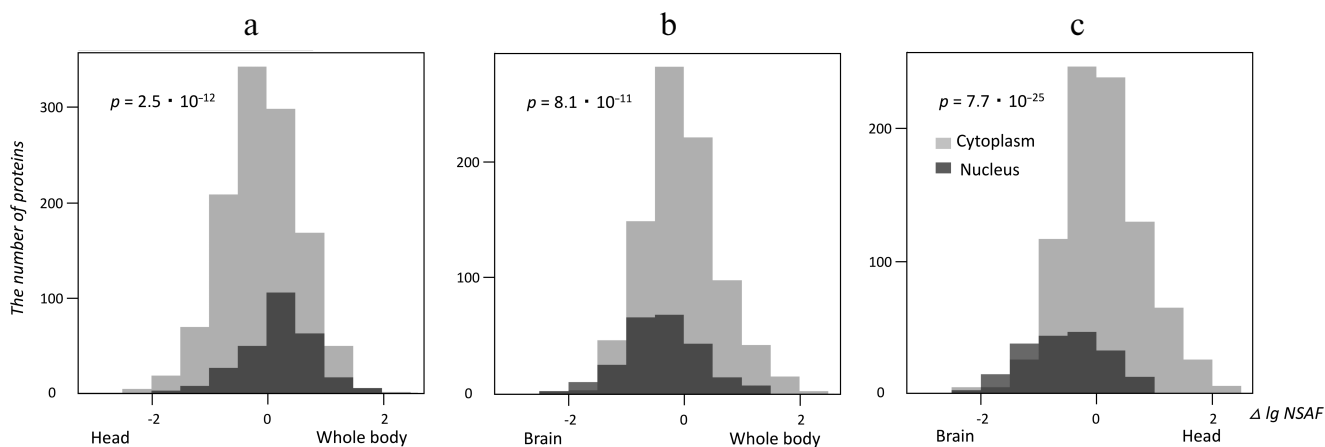 a
b
c
p = 2.5 · 10⁻¹²
p = 8.1 · 10⁻¹¹
p = 7.7 · 10⁻²⁵
Cytoplasm
Nucleus
The number of proteins
300
200
100
0
200
100
0
200
100
0
-2
0
2
-2
0
2
-2
0
2
Δ lg NSAF
Head
Whole body
Brain
Whole body
Brain
Head